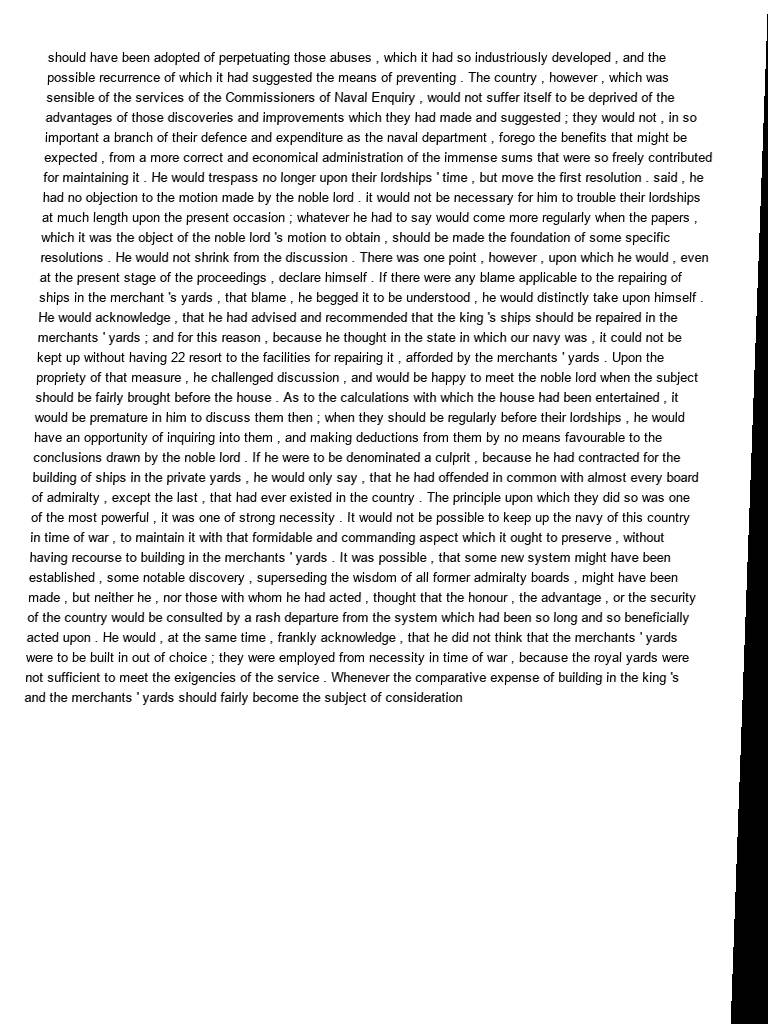 should have been adopted of perpetuating those abuses , which it had so industriously developed , and the
possible recurrence of which it had suggested the means of preventing . The country , however , which was
sensible of the services of the Commissioners of Naval Enquiry , would not suffer itself to be deprived of the
advantages of those discoveries and improvements which they had made and suggested ; they would not , in so
important a branch of their defence and expenditure as the naval department , forego the benefits that might be
expected , from a more correct and economical administration of the immense sums that were so freely contributed
for maintaining it . He would trespass no longer upon their lordships ' time , but move the first resolution . said , he
had no objection to the motion made by the noble lord . it would not be necessary for him to trouble their lordships
at much length upon the present occasion ; whatever he had to say would come more regularly when the papers ,
which it was the object of the noble lord 's motion to obtain , should be made the foundation of some specific
resolutions . He would not shrink from the discussion . There was one point , however , upon which he would , even
at the present stage of the proceedings , declare himself . If there were any blame applicable to the repairing of
ships in the merchant 's yards , that blame , he begged it to be understood , he would distinctly take upon himself .
He would acknowledge , that he had advised and recommended that the king 's ships should be repaired in the
merchants ' yards ; and for this reason , because he thought in the state in which our navy was , it could not be
kept up without having 22 resort to the facilities for repairing it , afforded by the merchants ' yards . Upon the
propriety of that measure , he challenged discussion , and would be happy to meet the noble lord when the subject
should be fairly brought before the house . As to the calculations with which the house had been entertained , it
would be premature in him to discuss them then ; when they should be regularly before their lordships , he would
have an opportunity of inquiring into them , and making deductions from them by no means favourable to the
conclusions drawn by the noble lord . If he were to be denominated a culprit , because he had contracted for the
building of ships in the private yards , he would only say , that he had offended in common with almost every board
of admiralty , except the last , that had ever existed in the country . The principle upon which they did so was one
of the most powerful , it was one of strong necessity . It would not be possible to keep up the navy of this country
in time of war , to maintain it with that formidable and commanding aspect which it ought to preserve , without
having recourse to building in the merchants ' yards . It was possible , that some new system might have been
established , some notable discovery , superseding the wisdom of all former admiralty boards , might have been
made , but neither he , nor those with whom he had acted , thought that the honour , the advantage , or the security
of the country would be consulted by a rash departure from the system which had been so long and so beneficially
acted upon . He would , at the same time , frankly acknowledge , that he did not think that the merchants ' yards
were to be built in out of choice ; they were employed from necessity in time of war , because the royal yards were
not sufficient to meet the exigencies of the service . Whenever the comparative expense of building in the king 's
and the merchants ' yards should fairly become the subject of consideration